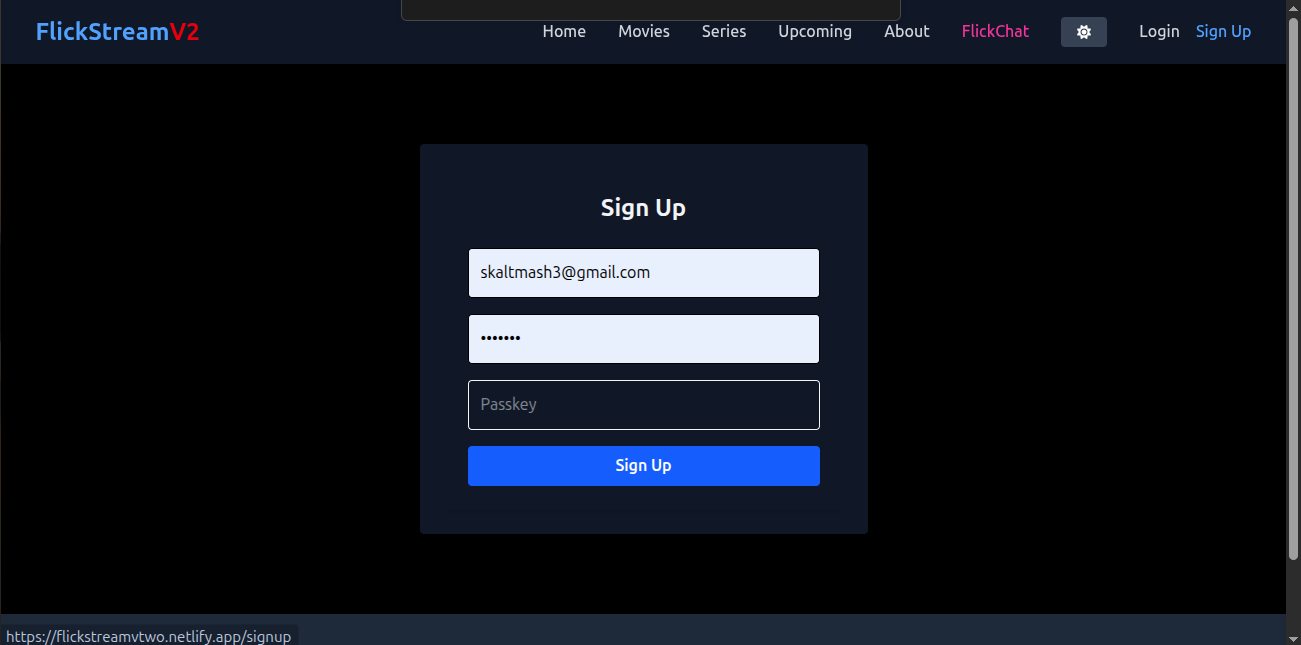 FlickStreamV2 Home Movies Series Upcoming About FlickChat Login Sign Up
Sign Up
skaltmash3@gmail.com
•••••••
Passkey
Sign Up
https://flickstreamvtwo.netlify.app/signup